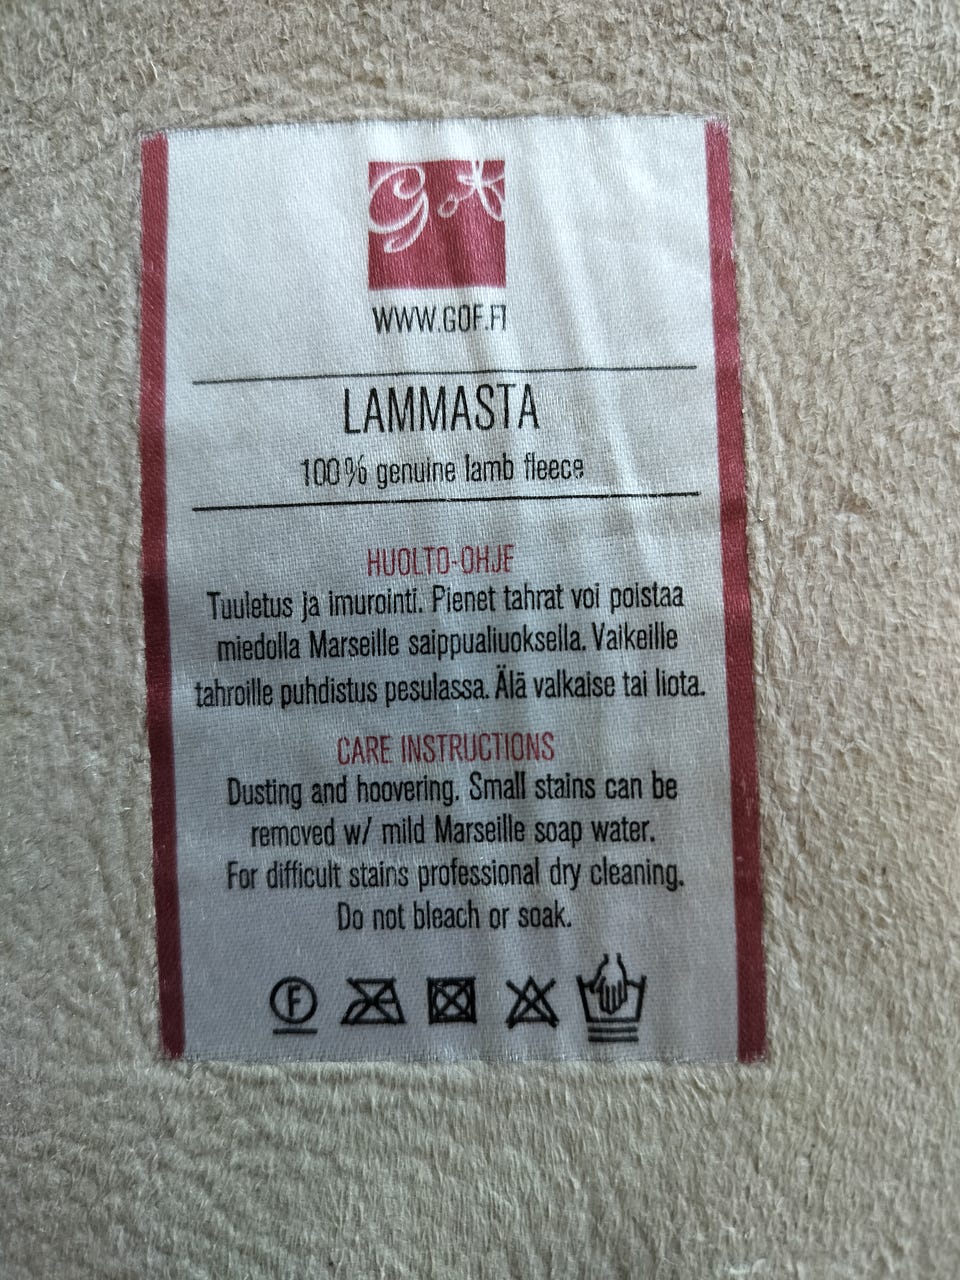 gof
WWW.GOF.FI
LAMMASTA
100% genuine lamb fleece
HUOLTO-OHJE
Tuuletus ja imurointi. Pienet tahrat voi poistaa
miedolla Marseille saippualiuoksella. Vaikeille
tahroille puhdistus pesulassa. Älä valkaise tai liota.
CARE INSTRUCTIONS
Dusting and hoovering. Small stains can be
removed w/ mild Marseille soap water.
For difficult stains professional dry cleaning.
Do not bleach or soak.
F